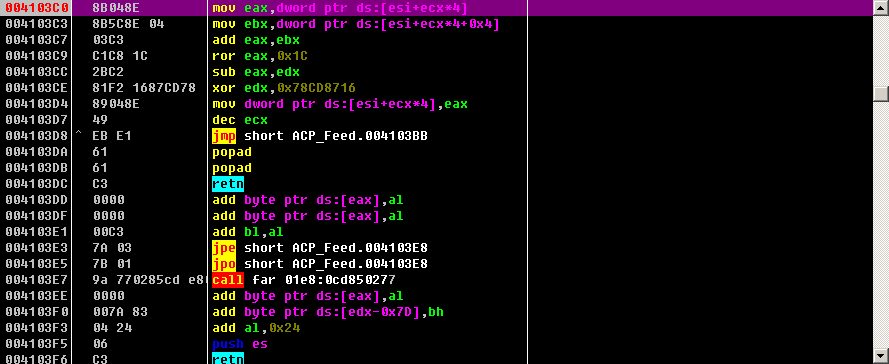 004103C0 8B048E mov eax,dword ptr ds:[esi+ecx*4]
004103C3 8B5C8E 04 mov ebx,dword ptr ds:[esi+ecx*4+0x4]
004103C7 03C3 add eax,ebx
004103C9 C1C8 1C ror eax,0x1C
004103CC 2BC2 sub eax,edx
004103CE 81F2 1687CD78 xor edx,0x78CD8716
004103D4 89048E mov dword ptr ds:[esi+ecx*4],eax
004103D7 49 dec ecx
004103D8 ^ EB E1 jmp short ACP_Feed.004103BB
004103DA 61 popad
004103DB 61 popad
004103DC C3 retn
004103DD 0000 add byte ptr ds:[eax],al
004103DF 0000 add byte ptr ds:[eax],al
004103E1 00C3 add bl,al
004103E3 7A 03 jpe short ACP_Feed.004103E8
004103E5 7B 01 jpo short ACP_Feed.004103E8
004103E7 9a 770285cd e80 call far 01e8:0cd850277
004103EE 0000 add byte ptr ds:[eax],al
004103F0 007A 83 add byte ptr ds:[edx-0x7D],bh
004103F3 04 24 add al,0x24
004103F5 06 push es
004103F6 C3 retn